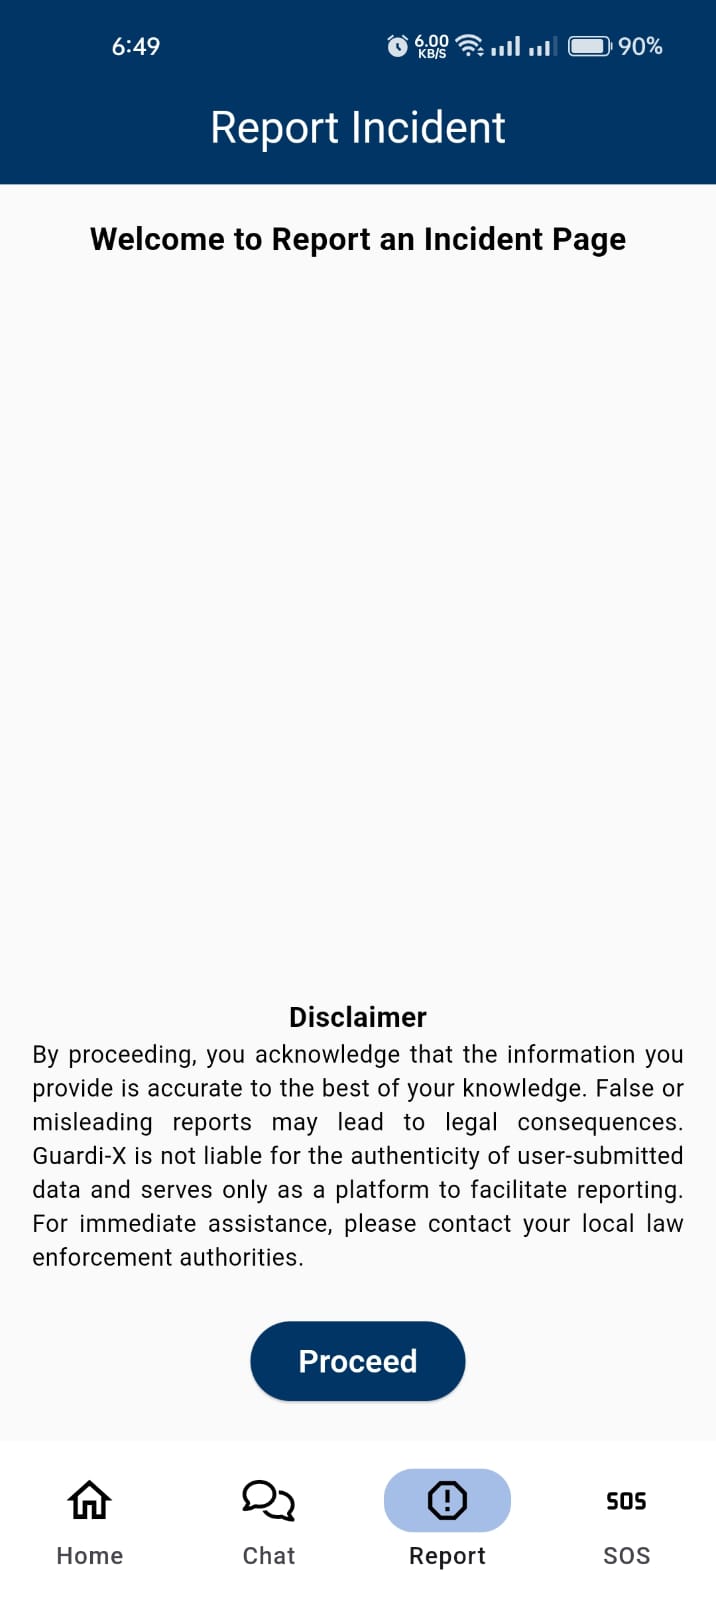 6:49
6.00
KB/S
90%
Report Incident
Welcome to Report an Incident Page
Disclaimer
By proceeding, you acknowledge that the information you
provide is accurate to the best of your knowledge. False or
misleading reports may lead to legal consequences.
Guardi-X is not liable for the authenticity of user-submitted
data and serves only as a platform to facilitate reporting.
For immediate assistance, please contact your local law
enforcement authorities.
Proceed
SOS
Home
Chat
Report
SOS